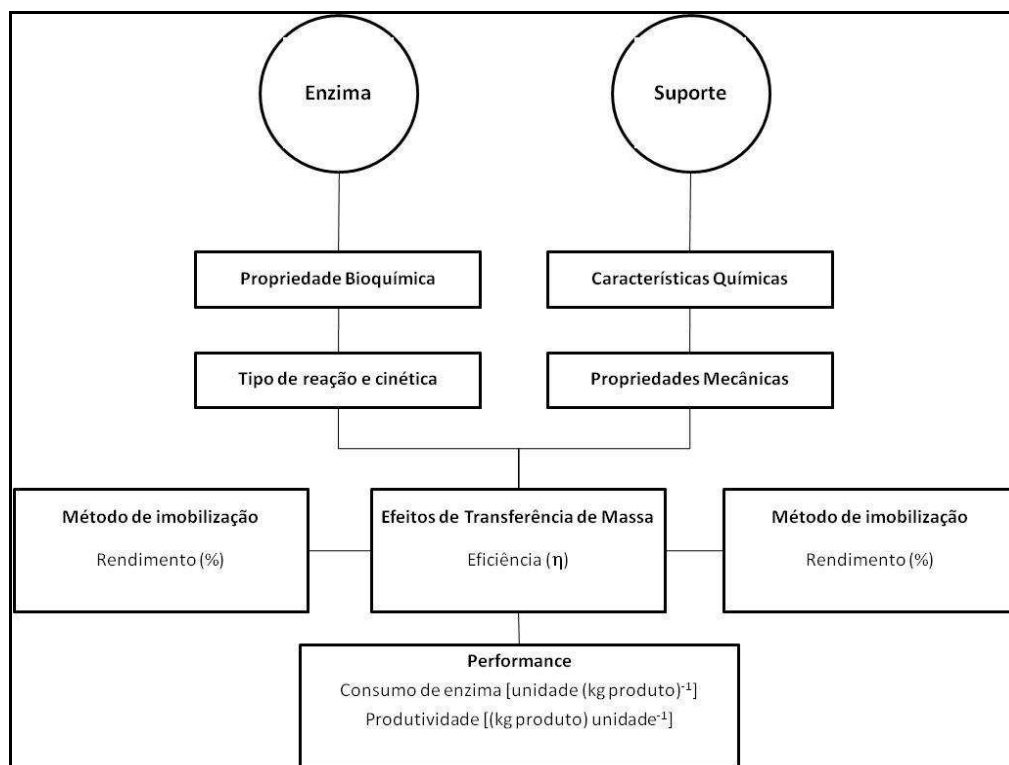 Enzima
Suporte
Propriedade Bioquímica
Características Químicas
Tipo de reação e cinética
Propriedades Mecânicas
Método de imobilização
Rendimento (%)
Efeitos de Transferência de Massa
Eficiência (η)
Método de imobilização
Rendimento (%)
Performance
Consumo de enzima [unidade (kg produto)⁻¹]
Produtividade [(kg produto) unidade⁻¹]